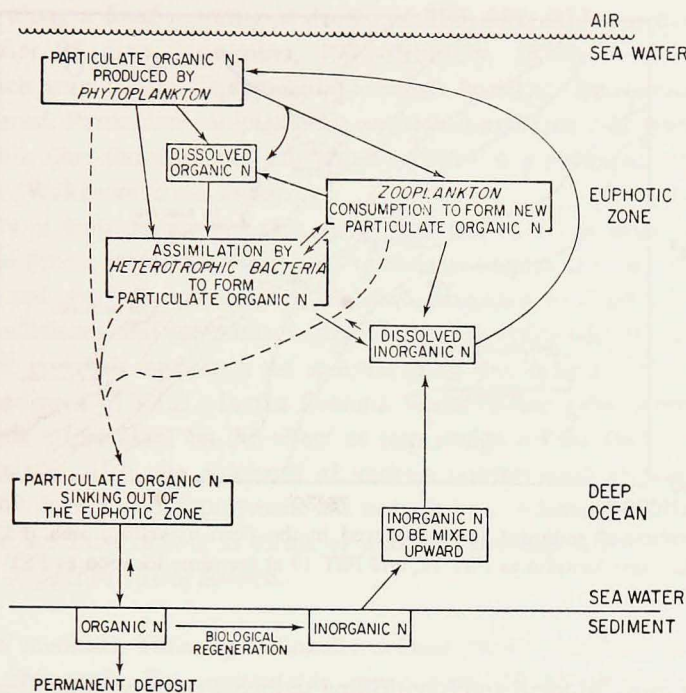 AIR
SEA WATER
PARTICULATE ORGANIC N
PRODUCED BY
PHYTOPLANKTON
DISSOLVED
ORGANIC N
ZOOPLANKTON
CONSUMPTION TO FORM NEW
PARTICULATE ORGANIC N
EUPHOTIC
ZONE
ASSIMILATION BY
HETEROTROPHIC BACTERIA
TO FORM
PARTICULATE ORGANIC N
DISSOLVED
INORGANIC N
PARTICULATE ORGANIC N
SINKING OUT OF
THE EUPHOTIC ZONE
INORGANIC N
TO BE MIXED
UPWARD
DEEP
OCEAN
SEA WATER
SEDIMENT
ORGANIC N
BIOLOGICAL
REGENERATION
INORGANIC N
PERMANENT DEPOSIT